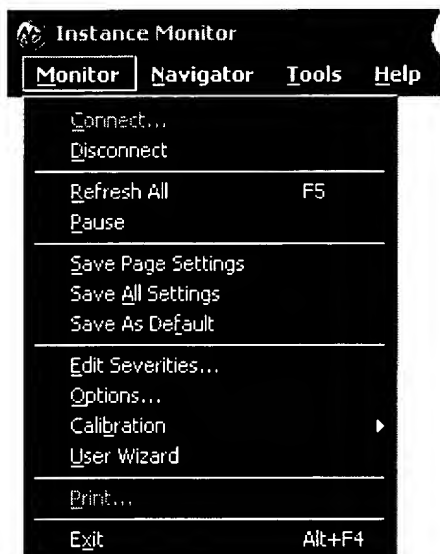 Instance Monitor
Monitor Navigator Tools Help
Connect...
Disconnect
Refresh All F5
Pause
Save Page Settings
Save All Settings
Save As Default
Edit Severities...
Options...
Calibration
User Wizard
Print...
Exit Alt+F4